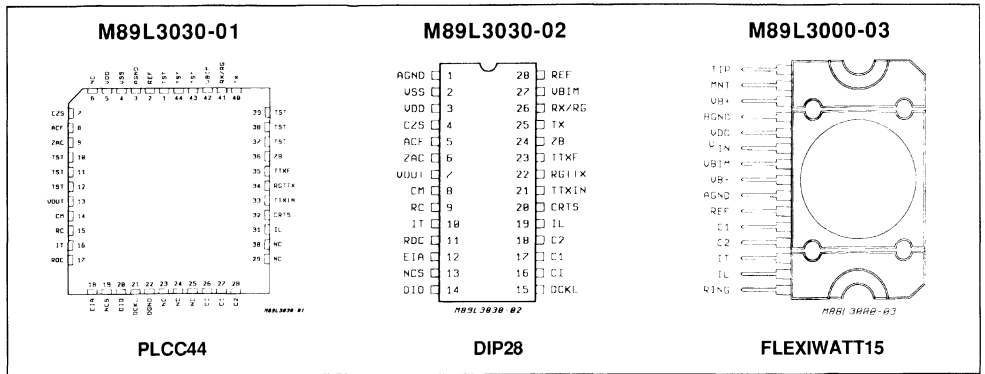 M89L3030-01
NC VDD VSS AGND REF TST TST TST VBIM RX/RG TX
6 5 4 3 2 1 44 43 42 41 40
CZS 7
ACF 8
ZAC 9
TST 10
TST 11
TST 12
VOUT 13
CM 14
RC 15
IT 16
RDC 17
39 TST
38 TST
37 TST
36 ZB
35 TTXF
34 RGTTX
33 TTXIN
32 CRTS
31 IL
30 NC
29 NC
18 19 20 21 22 23 24 25 26 27 28
EIA NCS DIO DCKL DGND NC NC NC CI C1 C2
M89L3030-01
PLCC44
M89L3030-02
AGND 1 28 REF
VSS 2 27 VBIM
VDD 3 26 RX/RG
CZS 4 25 TX
ACF 5 24 ZB
ZAC 6 23 TTXF
VOUT 7 22 RGTTX
CM 8 21 TTXIN
RC 9 20 CRTS
IT 10 19 IL
RDC 11 18 C2
EIA 12 17 C1
NCS 13 16 CI
DIO 14 15 DCKL
M89L3030-02
DIP28
M89L3000-03
TIP
MNT
VB+
BGND
VDD
VIN
VBIM
VB-
AGND
REF
C1
C2
IT
IL
RING
M88L3000-03
FLEXIWATT15